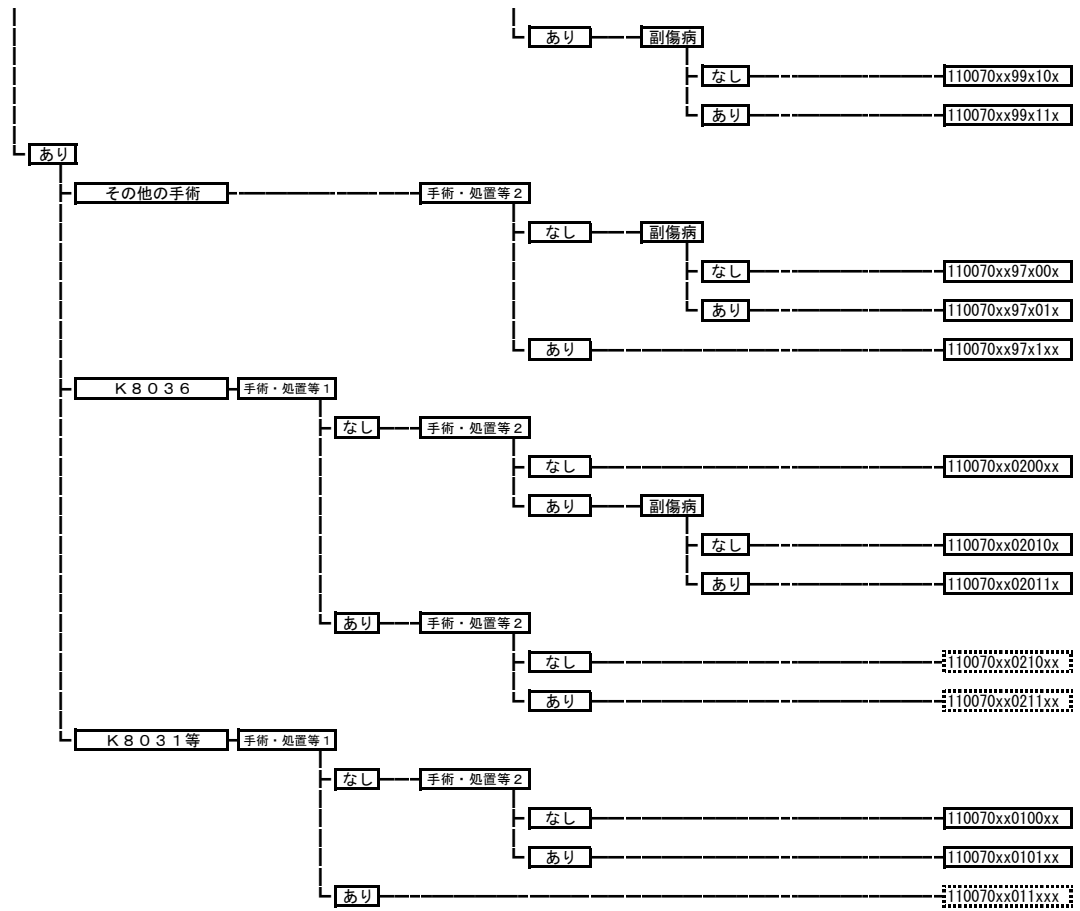 あり 副傷病
なし 110070xx99x10x
あり 110070xx99x11x
あり
その他の手術 手術・処置等２
なし 副傷病
なし 110070xx97x00x
あり 110070xx97x01x
あり 110070xx97x1xx
Ｋ８０３６ 手術・処置等１
なし 手術・処置等２
なし 110070xx0200xx
あり 副傷病
なし 110070xx02010x
あり 110070xx02011x
あり 手術・処置等２
なし 110070xx0210xx
あり 110070xx0211xx
Ｋ８０３１等 手術・処置等１
なし 手術・処置等２
なし 110070xx0100xx
あり 110070xx0101xx
あり 110070xx011xxx